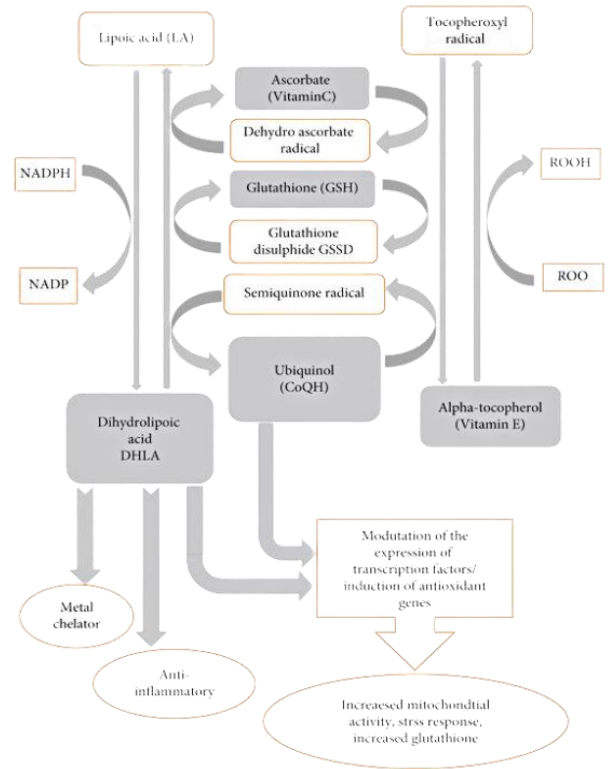 Lipoic acid (LA)
Tocopheroxyl
radical
Ascorbate
(VitaminC)
Dehydro ascorbate
radical
NADPH
ROOH
Glutathione (GSH)
Glutathione
disulphide GSSD
NADP
ROO
Semiquinone radical
Ubiquinol
(CoQH)
Dihydrolipoic
acid
DHLA
Alpha-tocopherol
(Vitamin E)
Modutation of the
expression of
transcription factors/
induction of antioxidant
genes
Metal
chelator
Anti-
inflammatory
Increaesed mitochondtial
activity, strss response,
increased glutathione